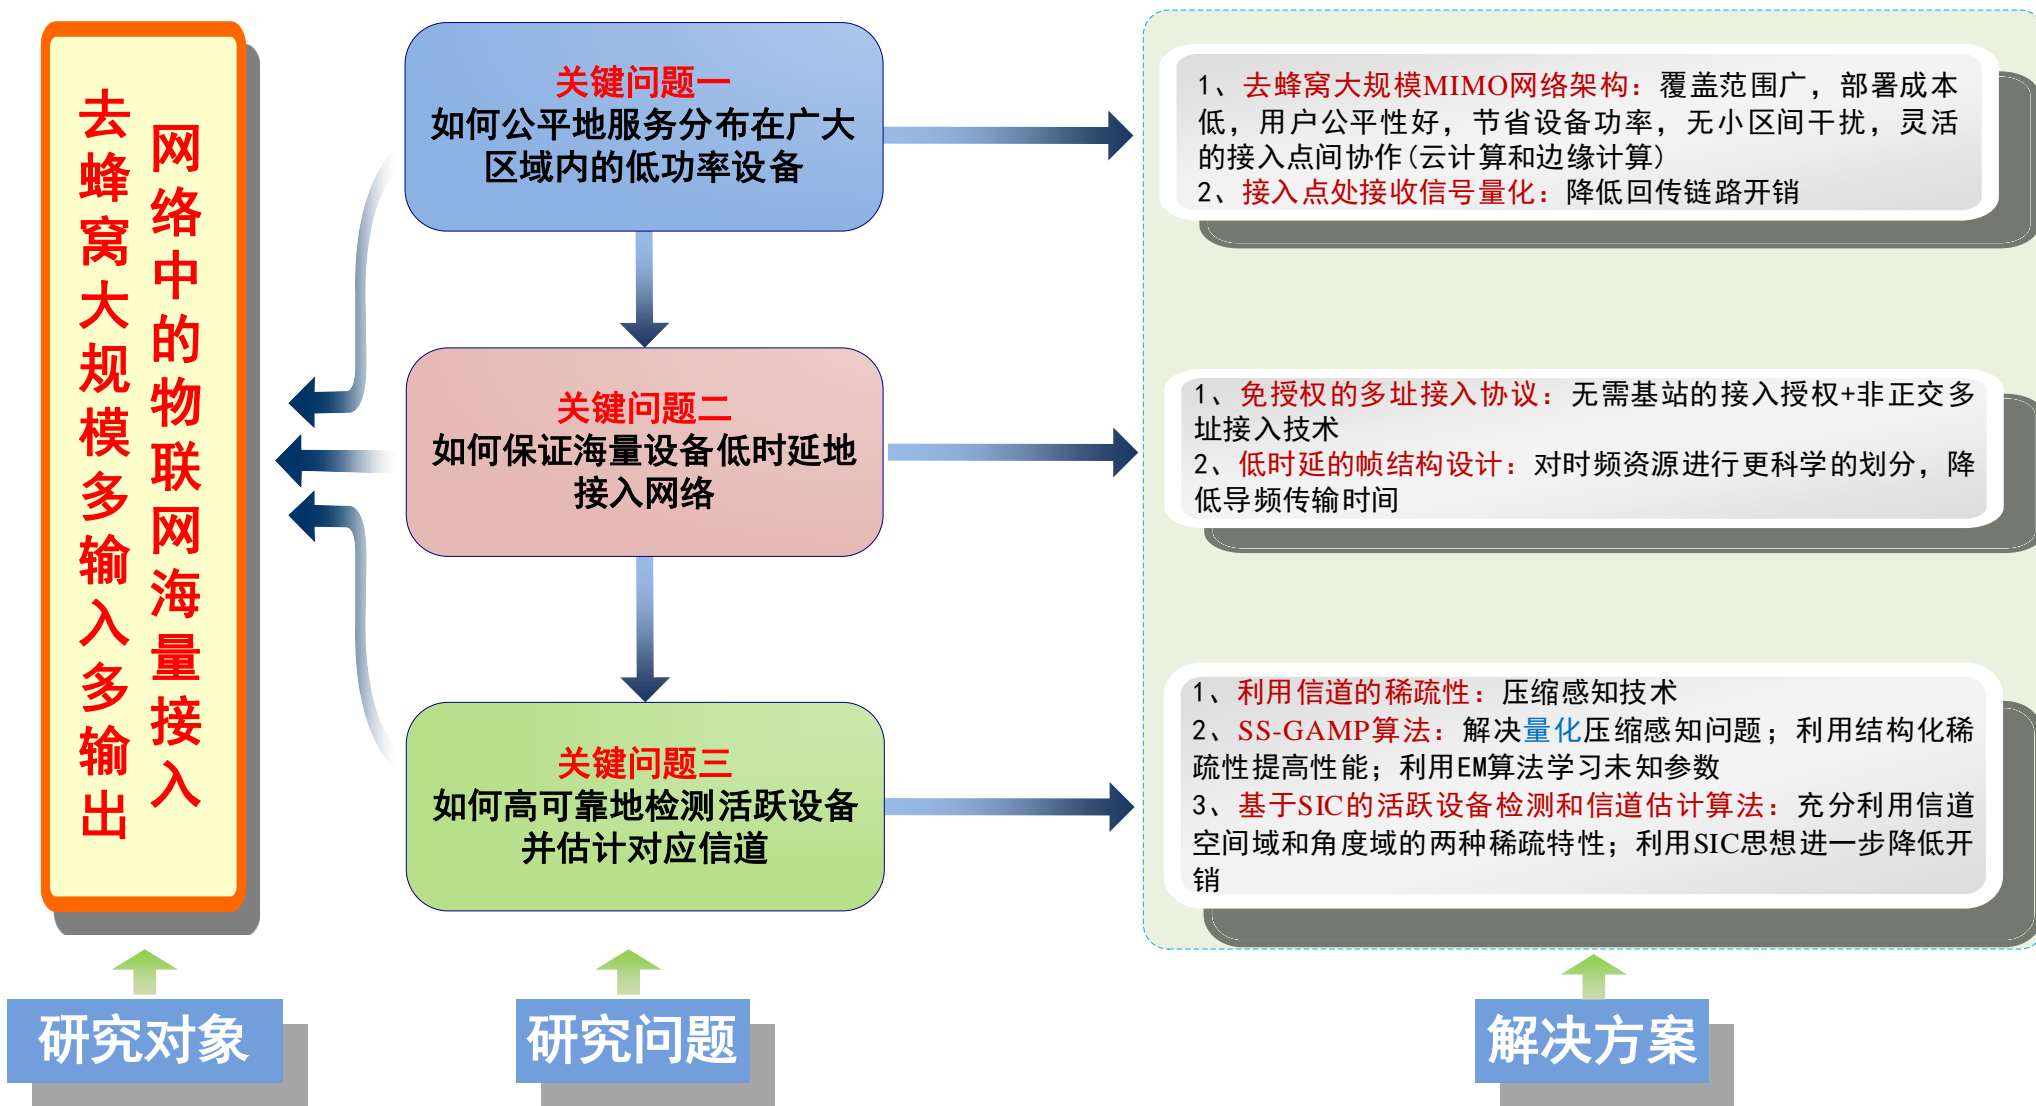 去蜂窝大规模多输入多输出
网络中的物联网海量接入
关键问题一
如何公平地服务分布在广大
区域内的低功率设备
1、去蜂窝大规模MIMO网络架构：覆盖范围广，部署成本
低，用户公平性好，节省设备功率，无小区间干扰，灵活
的接入点间协作(云计算和边缘计算)
2、接入点处接收信号量化：降低回传链路开销
关键问题二
如何保证海量设备低时延地
接入网络
1、免授权的多址接入协议：无需基站的接入授权+非正交多
址接入技术
2、低时延的帧结构设计：对时频资源进行更科学的划分，降
低导频传输时间
关键问题三
如何高可靠地检测活跃设备
并估计对应信道
1、利用信道的稀疏性：压缩感知技术
2、SS-GAMP算法：解决量化压缩感知问题；利用结构化稀
疏性提高性能；利用EM算法学习未知参数
3、基于SIC的活跃设备检测和信道估计算法：充分利用信道
空间域和角度域的两种稀疏特性；利用SIC思想进一步降低开
销
研究对象
研究问题
解决方案